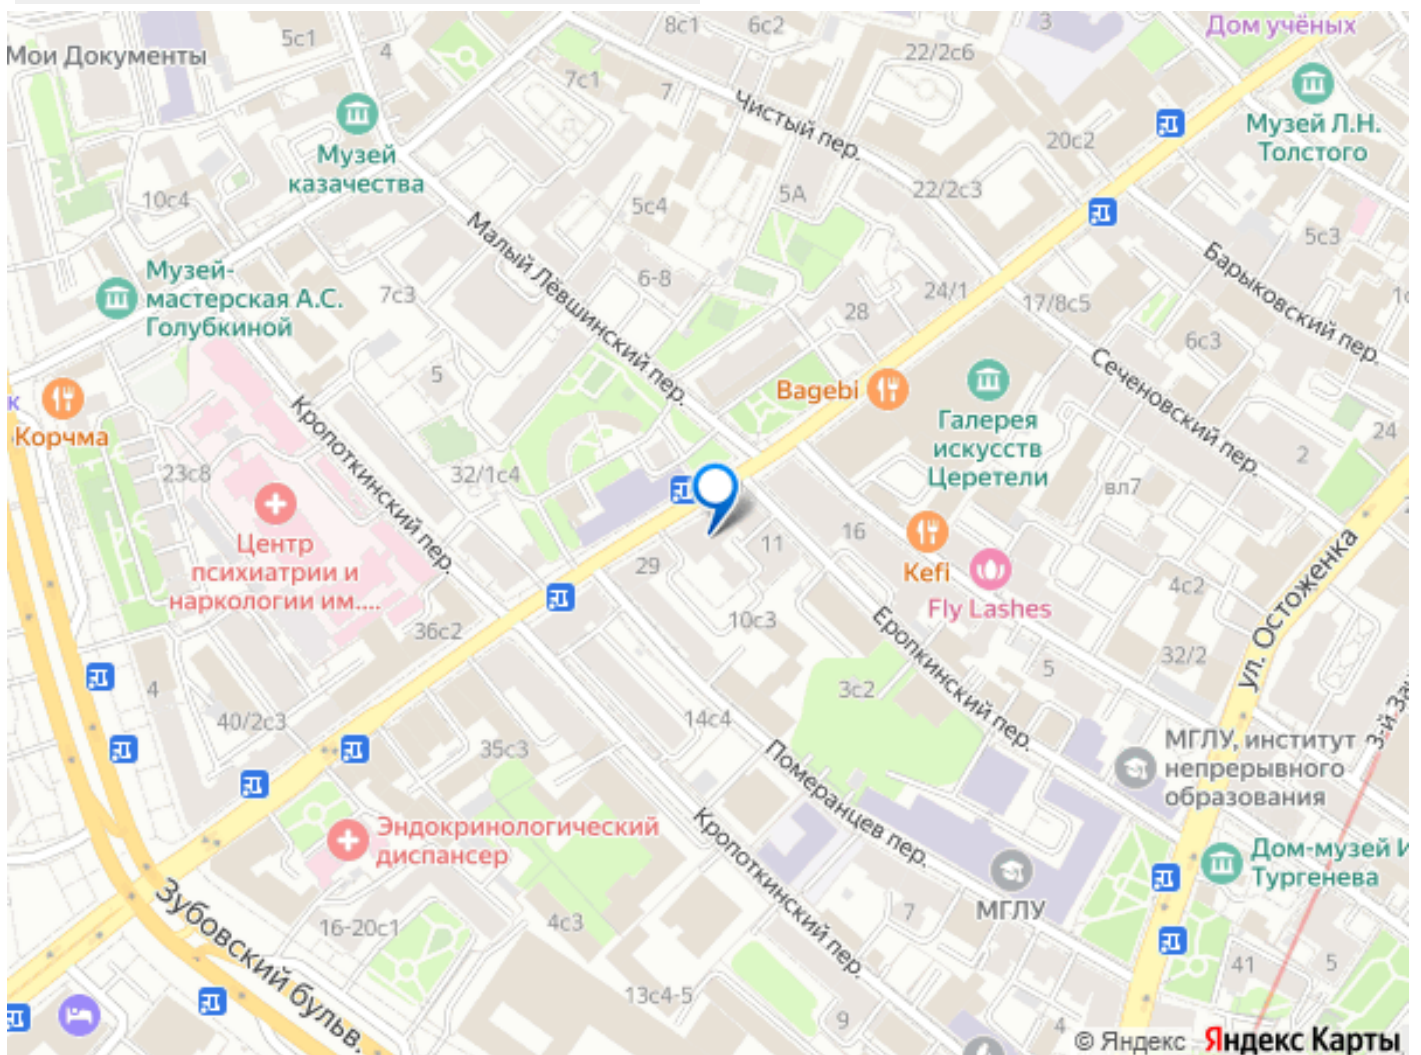 Мои Документы
5с1
4
8с1
6с2
22/2с6
3
Дом учёных
7с1
7
Чистый пер.
20с2
Музей Л.Н.
Толстого
Музей
казачества
10с4
5А
22/2с3
5с4
5с3
Малый Лёвшинский пер.
Барыковский пер.
Музей-
мастерская А.С.
Голубкиной
7с3
6-8
28
24/1
17/8с5
6с3
Сеченовский пер.
5
Bagebi
Галерея
искусств
Церетели
24
2
к
Корчма
Кропоткинский пер.
23с8
32/1с4
вл7
Центр
психиатрии и
наркологии им....
29
11
16
Kefi
Fly Lashes
4с2
ул. Остоженка
10с3
Еропкинский пер.
36с2
5
32/2
4
3с2
40/2с3
14с4
35с3
Померанцев пер.
МГЛУ, институт
непрерывного
образования
3-й За
Эндокринологический
диспансер
Кропоткинский пер.
МГЛУ
Дом-музей И
Тургенева
Зубовский бульв.
16-20с1
4с3
7
13с4-5
9
4
41
5
© Яндекс Яндекс Карты